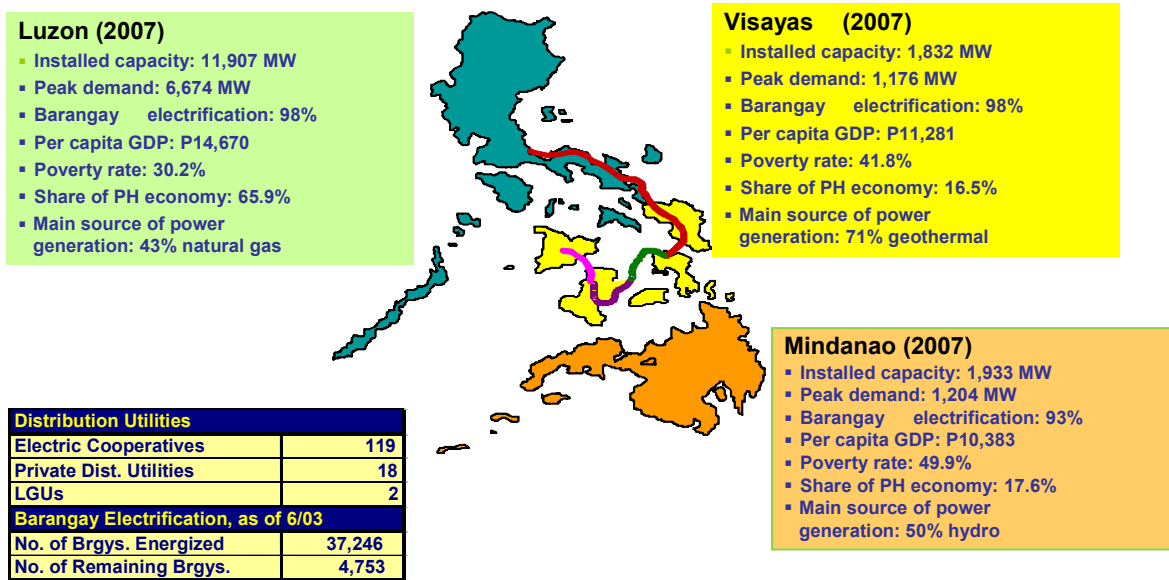 Luzon (2007)
Installed capacity: 11,907 MW
Peak demand: 6,674 MW
Barangay electrification: 98%
Per capita GDP: P14,670
Poverty rate: 30.2%
Share of PH economy: 65.9%
Main source of power
generation: 43% natural gas
Visayas (2007)
Installed capacity: 1,832 MW
Peak demand: 1,176 MW
Barangay electrification: 98%
Per capita GDP: P11,281
Poverty rate: 41.8%
Share of PH economy: 16.5%
Main source of power
generation: 71% geothermal
Mindanao (2007)
Installed capacity: 1,933 MW
Peak demand: 1,204 MW
Barangay electrification: 93%
Per capita GDP: P10,383
Poverty rate: 49.9%
Share of PH economy: 17.6%
Main source of power
generation: 50% hydro
Distribution Utilities
Electric Cooperatives 119
Private Dist. Utilities 18
LGUs 2
Barangay Electrification, as of 6/03
No. of Brgys. Energized 37,246
No. of Remaining Brgys. 4,753